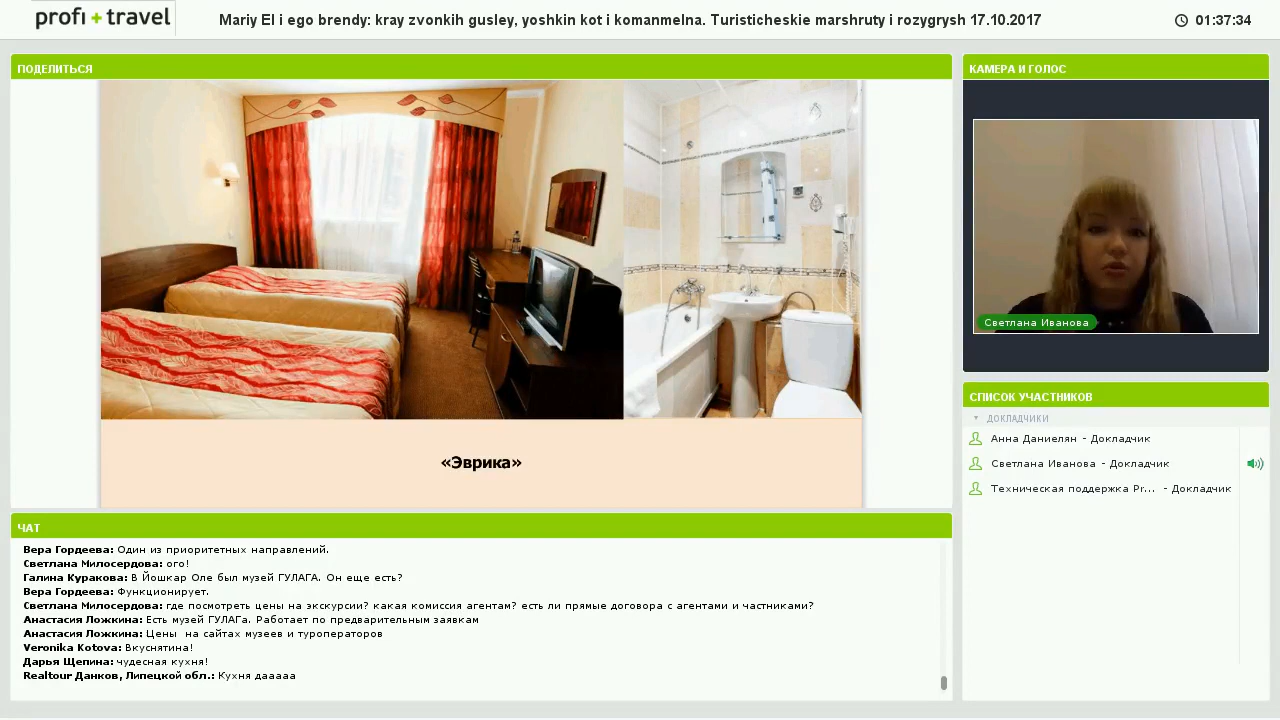 profi + travel
Mariy El i ego brendy: kray zvonkih gusley, yoshkin kot i komanmelna. Turisticheskie marshruty i rozygrysh 17.10.2017
01:37:34
ПОДЕЛИТЬСЯ
«Эврика»
ЧАТ
Вера Гордеева: Один из приоритетных направлений.
Светлана Милосердова: ого!
Галина Куракова: В Йошкар Оле был музей ГУЛАГА. Он еще есть?
Вера Гордеева: Функционирует.
Светлана Милосердова: где посмотреть цены на экскурсии? какая комиссия агентам? есть ли прямые договора с агентами и частниками?
Анастасия Ложкина: Есть музей ГУЛАГа. Работает по предварительным заявкам
Анастасия Ложкина: Цены на сайтах музеев и туроператоров
Veronika Kotova: Вкуснятина!
Дарья Щепина: чудесная кухня!
Realtour Данков, Липецкой обл.: Кухня дааааа
КАМЕРА И ГОЛОС
Светлана Иванова
СПИСОК УЧАСТНИКОВ
ДОКЛАДЧИКИ
Анна Даниелян - Докладчик
Светлана Иванова - Докладчик
Техническая поддержка Pr... - Докладчик